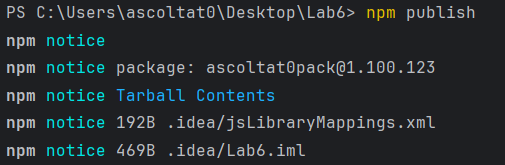 PS C:\Users\ascoltat0\Desktop\Lab6> npm publish
npm notice
npm notice package: ascoltat0pack@1.100.123
npm notice Tarball Contents
npm notice 192B .idea/jsLibraryMappings.xml
npm notice 469B .idea/Lab6.iml